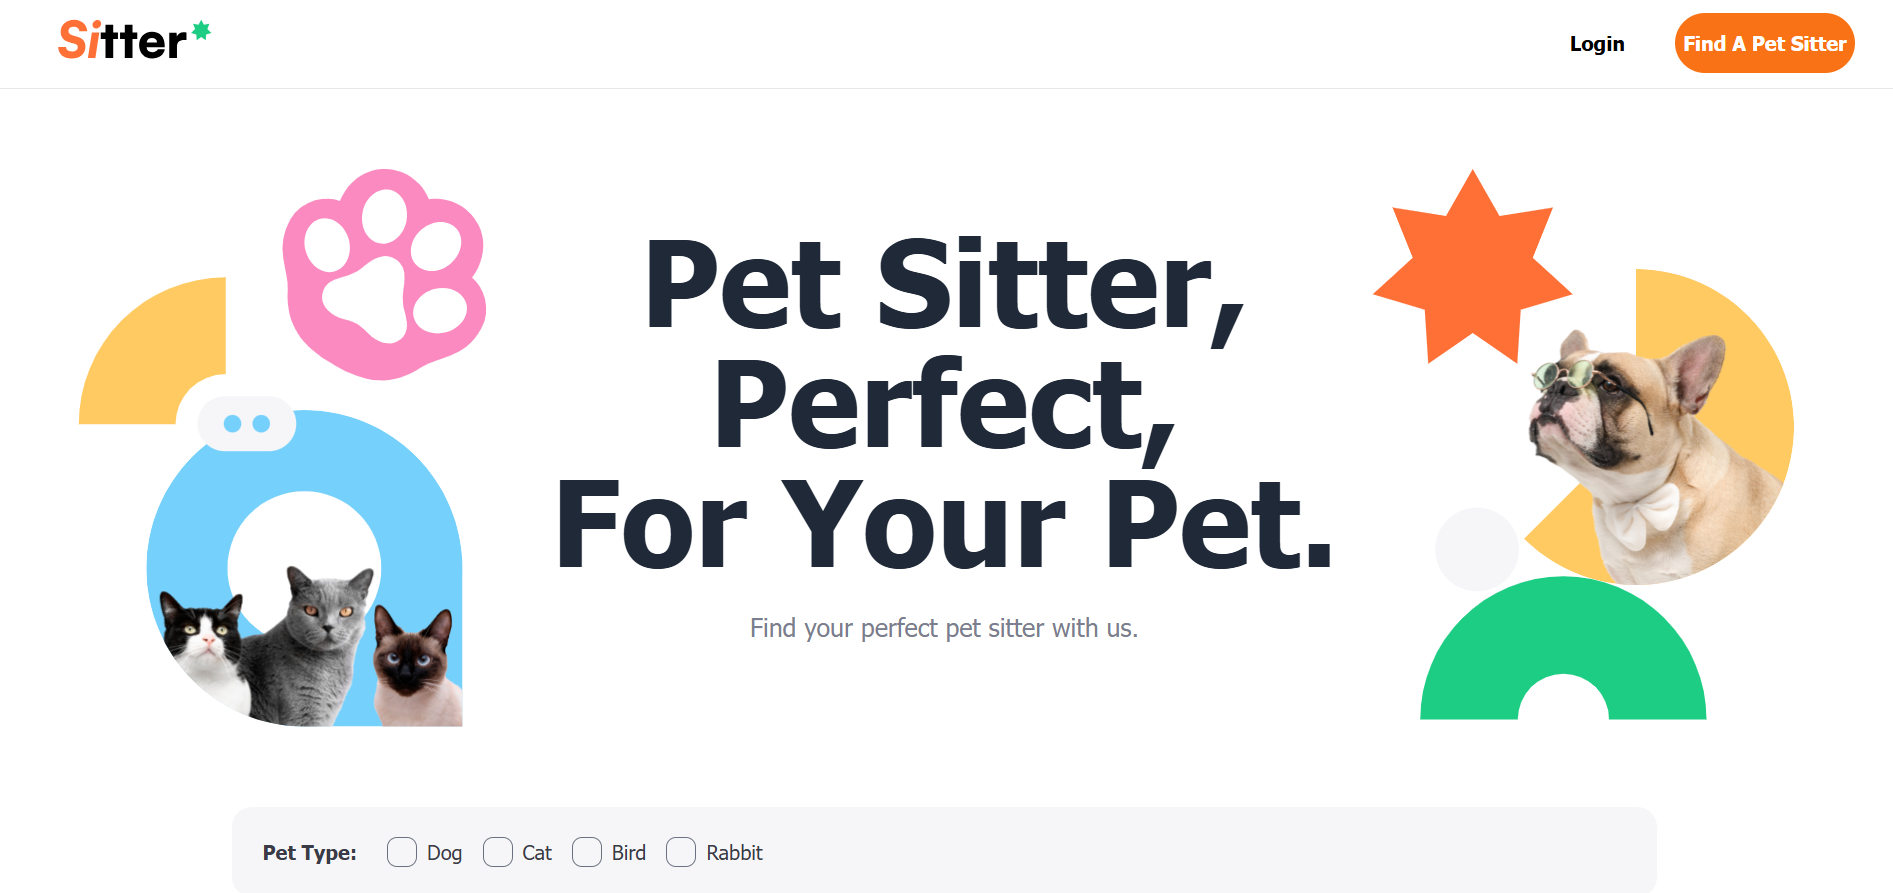 Sitter
Login
Find A Pet Sitter
Pet Sitter,
Perfect,
For Your Pet.
Find your perfect pet sitter with us.
Pet Type:
Dog
Cat
Bird
Rabbit